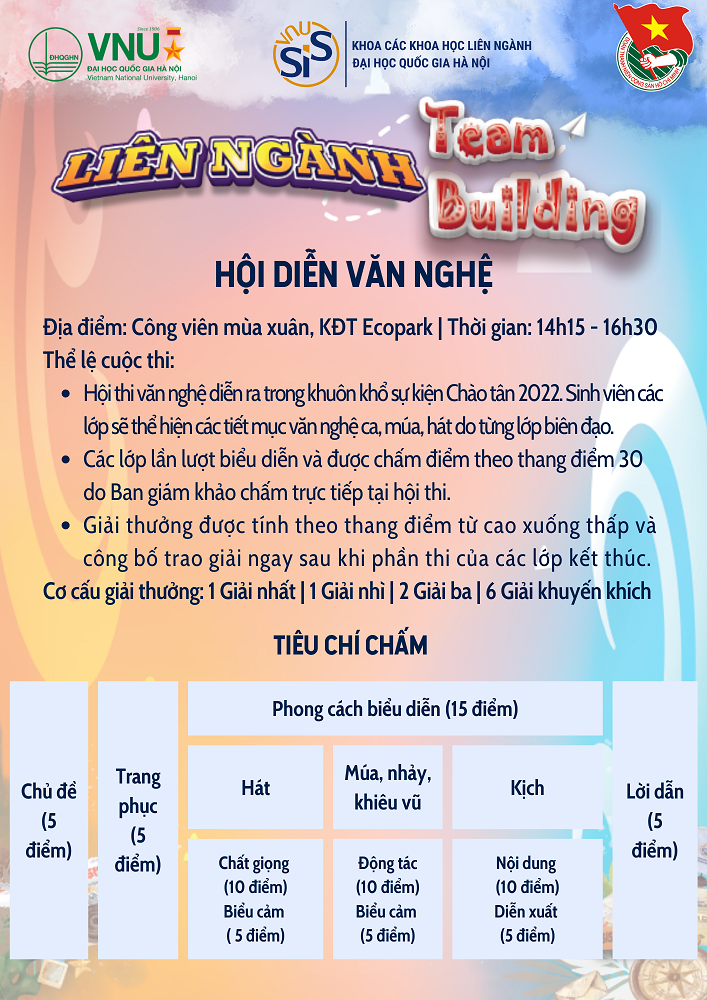 Since 1906
VNU
ĐHQGHN
ĐẠI HỌC QUỐC GIA HÀ NỘI
Vietnam National University, Hanoi
VNU
SIS
KHOA CÁC KHOA HỌC LIÊN NGÀNH
ĐẠI HỌC QUỐC GIA HÀ NỘI
LIÊN NGÀNH
Team
Building
HỘI DIỄN VĂN NGHỆ
Địa điểm: Công viên mùa xuân, KĐT Ecopark | Thời gian: 14h15 - 16h30
Thể lệ cuộc thi:
• Hội thi văn nghệ diễn ra trong khuôn khổ sự kiện Chào tân 2022. Sinh viên các
lớp sẽ thể hiện các tiết mục văn nghệ ca, múa, hát do từng lớp biên đạo.
• Các lớp lần lượt biểu diễn và được chấm điểm theo thang điểm 30
do Ban giám khảo chấm trực tiếp tại hội thi.
• Giải thưởng được tính theo thang điểm từ cao xuống thấp và
công bố trao giải ngay sau khi phần thi của các lớp kết thúc.
Cơ cấu giải thưởng: 1 Giải nhất | 1 Giải nhì | 2 Giải ba | 6 Giải khuyến khích
TIÊU CHÍ CHẤM
Chủ đề
(5
điểm)
Trang
phục
(5
điểm)
Phong cách biểu diễn (15 điểm)
Hát
Múa, nhảy,
khiêu vũ
Kịch
Chất giọng
(10 điểm)
Biểu cảm
( 5 điểm)
Động tác
(10 điểm)
Biểu cảm
(5 điểm)
Nội dung
(10 điểm)
Diễn xuất
(5 điểm)
Lời dẫn
(5
điểm)